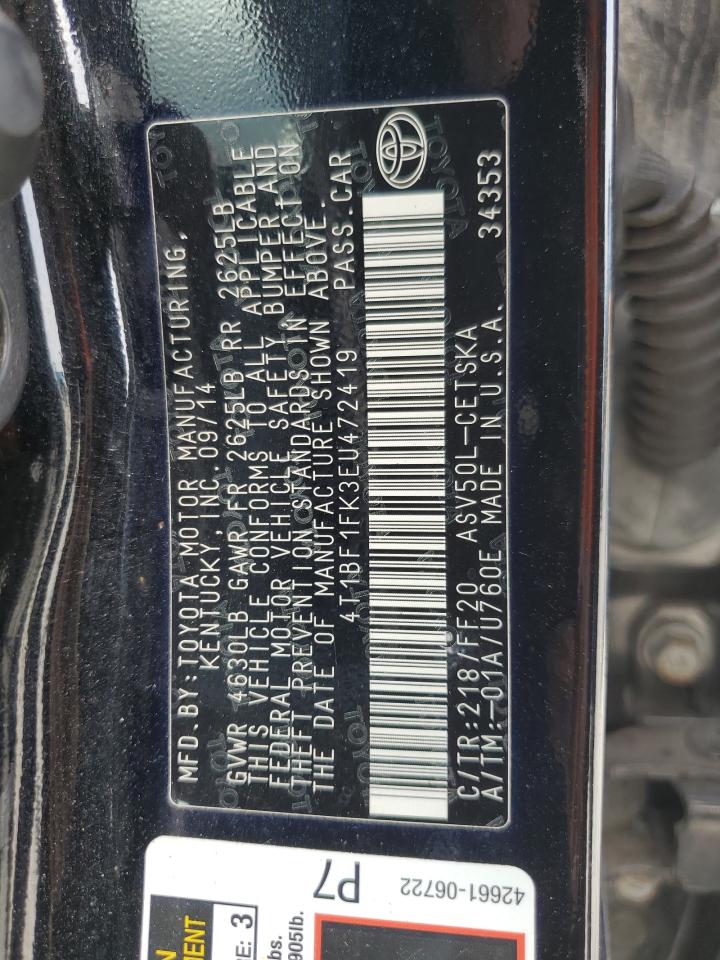 MFD.BY:TOYOTA MOTOR MANUFACTURING,
KENTUCKY, INC. 09/14
GVWR 4630LB GAWR FR 2625LB RR 2625LB
THIS VEHICLE CONFORMS TO ALL APPLICABLE
FEDERAL MOTOR VEHICLE SAFETY BUMPER, AND
THEFT PREVENTION STANDARDS IN EFFECT ON
THE DATE OF MANUFACTURE SHOWN ABOVE.
4T1BF1FK3EU472419 PASS.CAR
TOYOTA
C/TR:218/FF20 ASV50L-CETSKA
A/TM:-01A/U760E MADE IN U.S.A. 34353
P7
42661-06722
3
905lb.